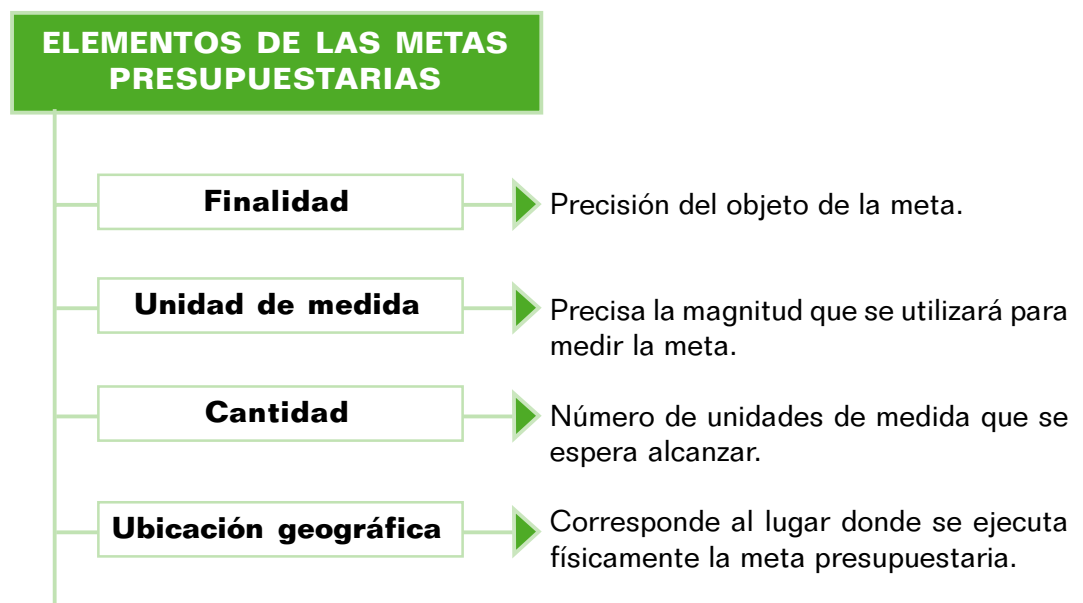 ELEMENTOS DE LAS METAS
PRESUPUESTARIAS
Finalidad
Precisión del objeto de la meta.
Unidad de medida
Precisa la magnitud que se utilizará para
medir la meta.
Cantidad
Número de unidades de medida que se
espera alcanzar.
Ubicación geográfica
Corresponde al lugar donde se ejecuta
físicamente la meta presupuestaria.